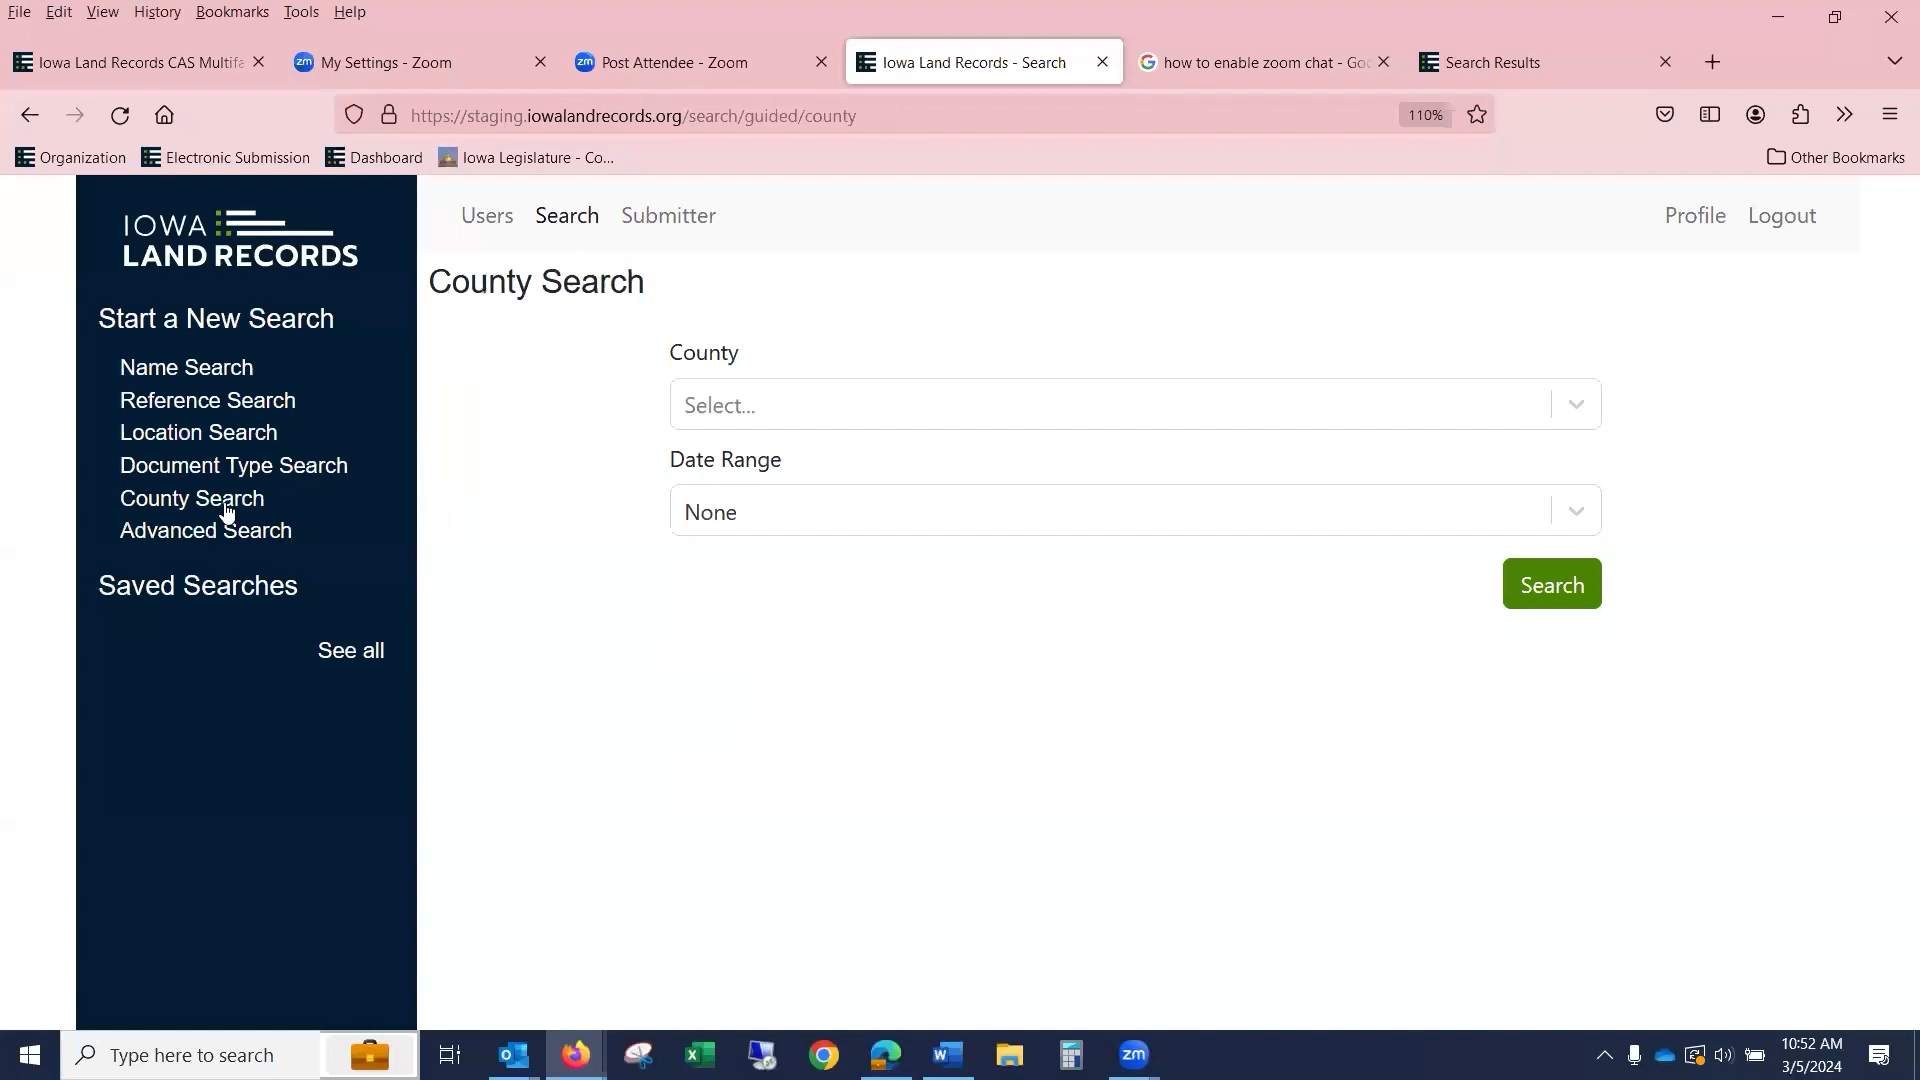 File Edit View History Bookmarks Tools Help
Iowa Land Records CAS Multifa
My Settings - Zoom
Post Attendee - Zoom
Iowa Land Records - Search
how to enable zoom chat - Goo
Search Results
https://staging.iowalandrecords.org/search/guided/county
110%
Organization
Electronic Submission
Dashboard
Iowa Legislature - Co...
Other Bookmarks
IOWA
LAND RECORDS
Users Search Submitter
Profile Logout
County Search
Start a New Search
Name Search
Reference Search
Location Search
Document Type Search
County Search
Advanced Search
Saved Searches
See all
County
Select...
Date Range
None
Search
Type here to search
zm
10:52 AM
3/5/2024